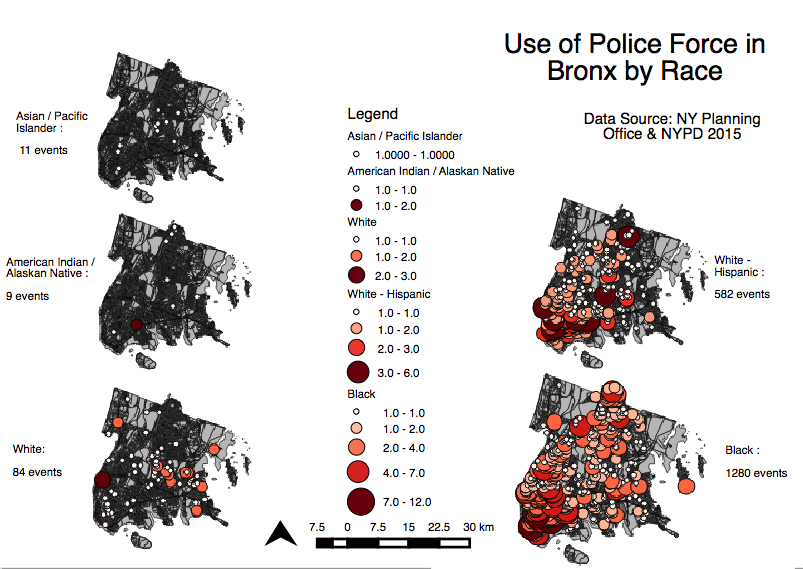 Use of Police Force in
Bronx by Race
Data Source: NY Planning
Office & NYPD 2015
Asian / Pacific
Islander :
11 events
American Indian /
Alaskan Native :
9 events
White:
84 events
Legend
Asian / Pacific Islander
1.0000 - 1.0000
American Indian / Alaskan Native
1.0 - 1.0
1.0 - 2.0
White
1.0 - 1.0
1.0 - 2.0
2.0 - 3.0
White - Hispanic
1.0 - 1.0
1.0 - 2.0
2.0 - 3.0
3.0 - 6.0
Black
1.0 - 1.0
1.0 - 2.0
2.0 - 4.0
4.0 - 7.0
7.0 - 12.0
7.5 0 7.5 15 22.5 30 km
White -
Hispanic :
582 events
Black :
1280 events